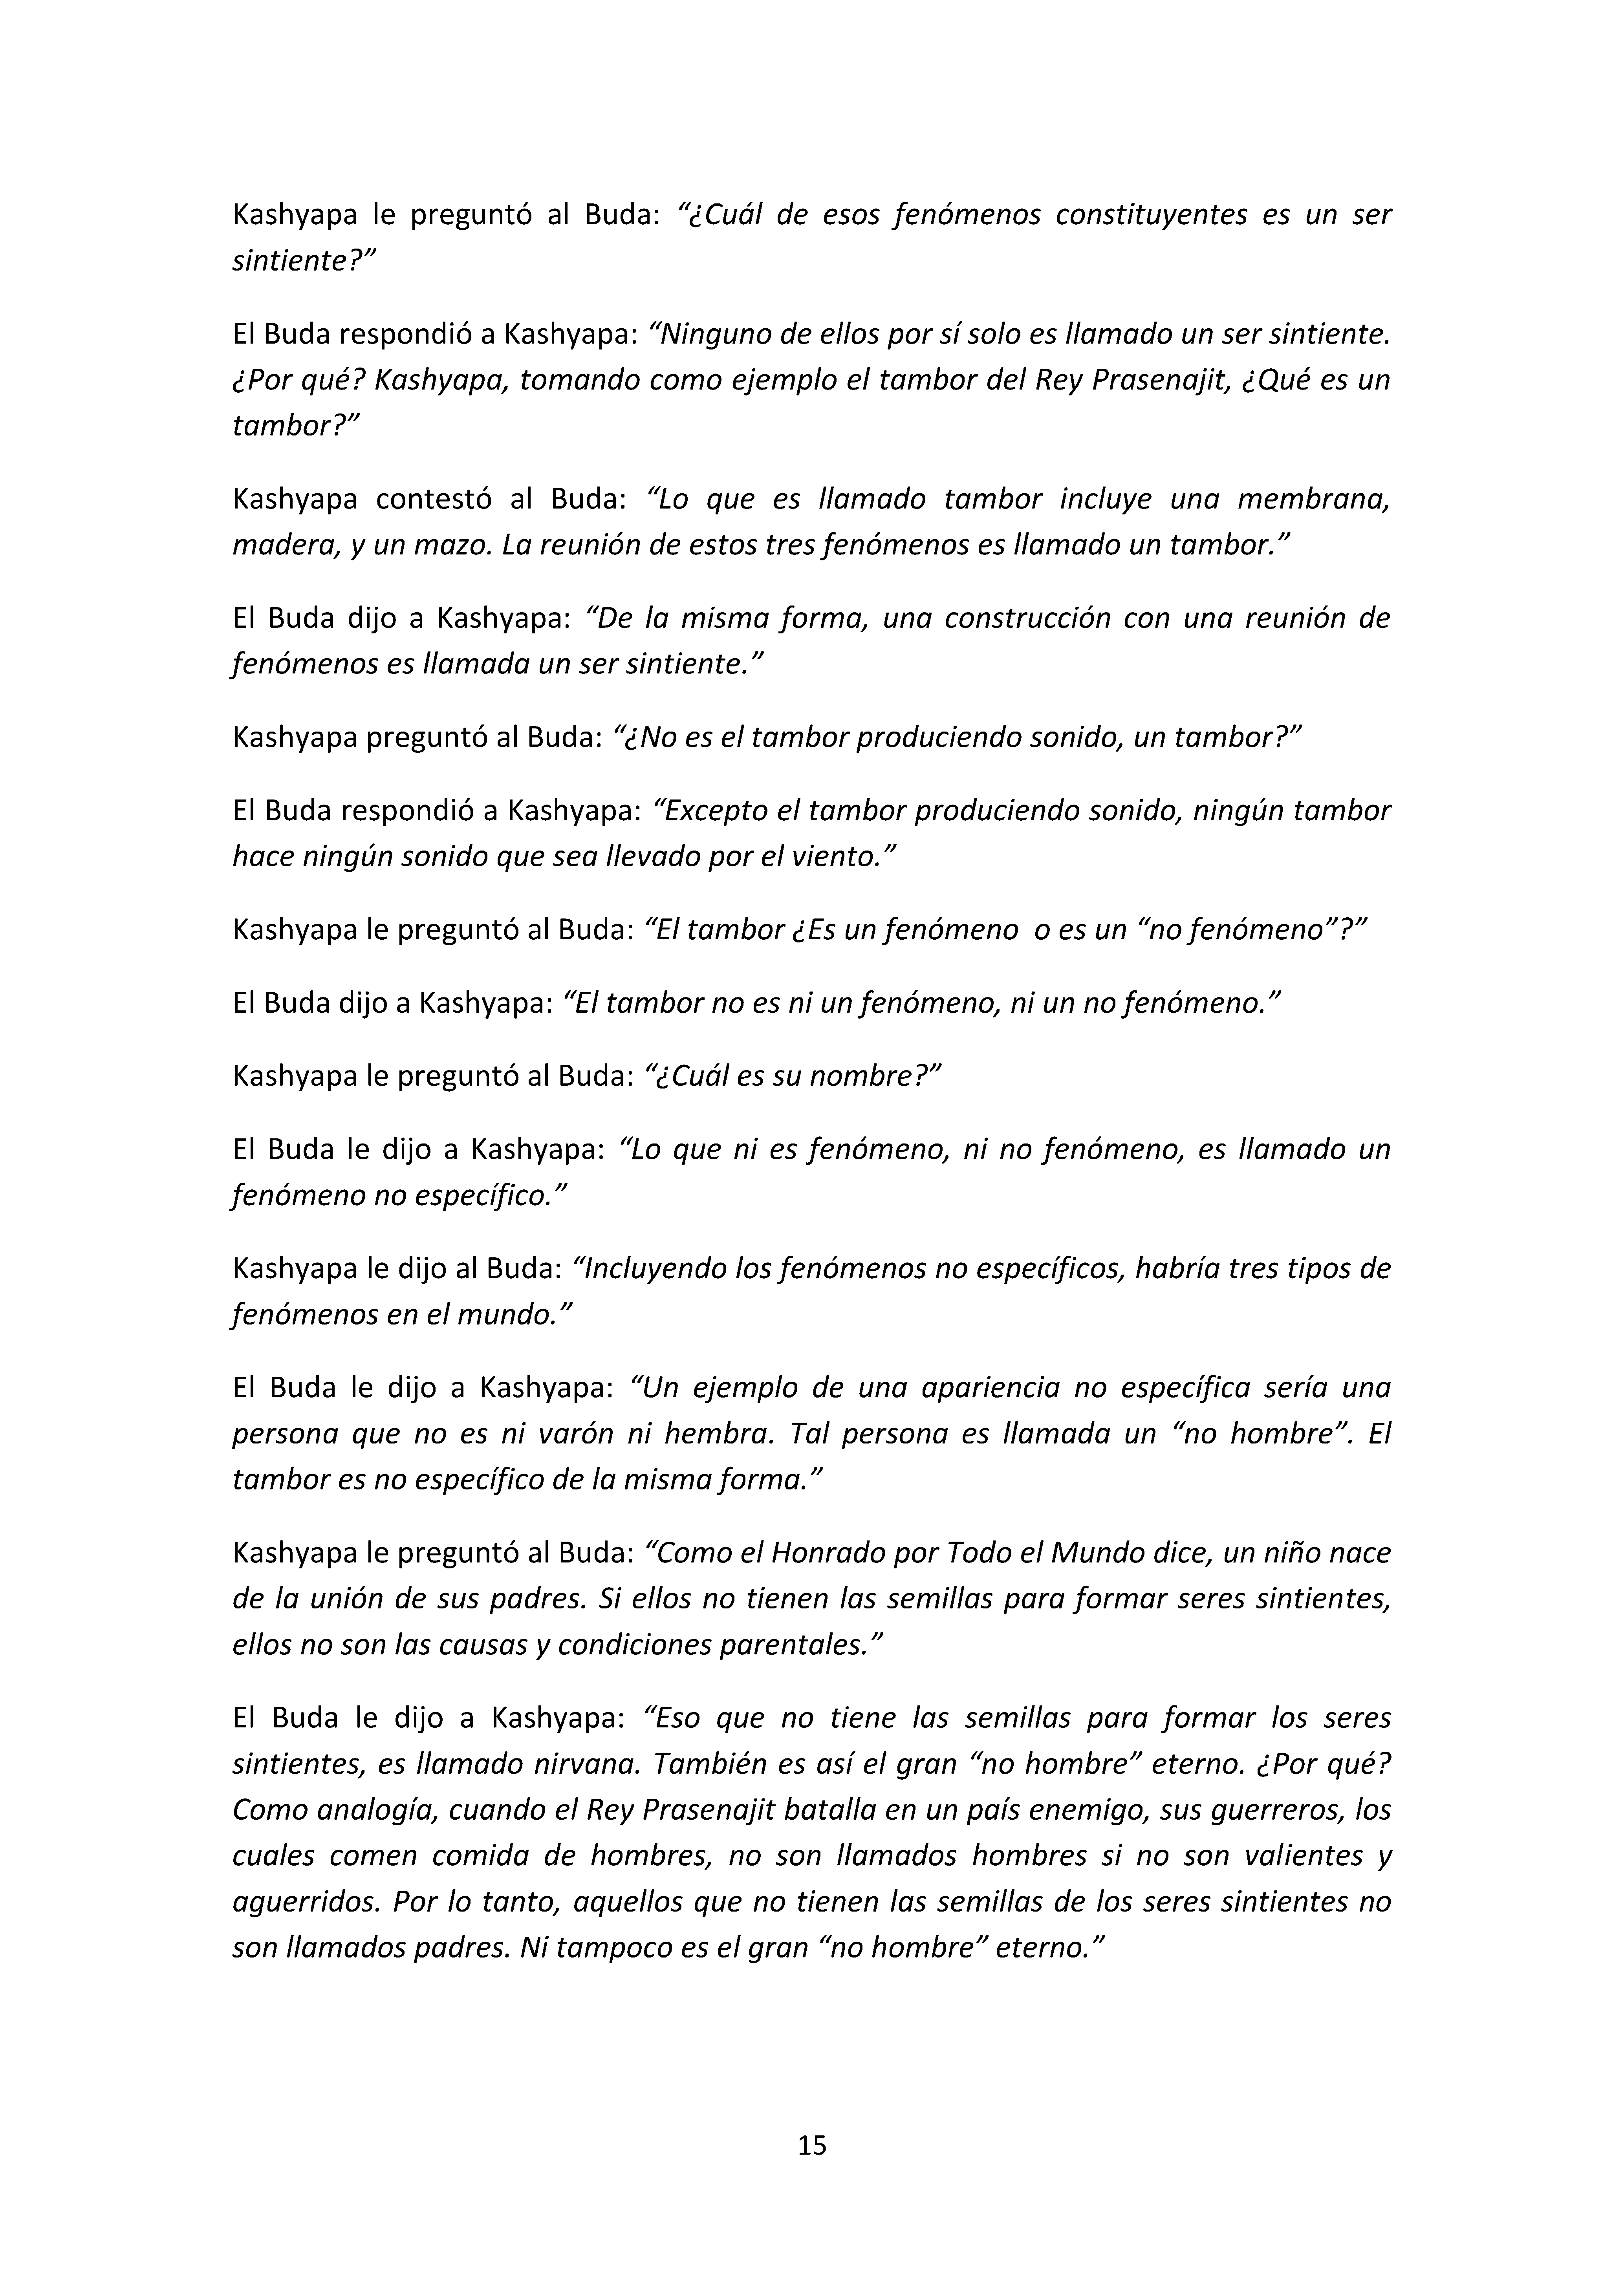 Kashyapa le preguntó al Buda: “¿Cuál de esos fenómenos constituyentes es un ser
sintiente?”
El Buda respondió a Kashyapa: “Ninguno de ellos por sí solo es llamado un ser sintiente.
¿Por qué? Kashyapa, tomando como ejemplo el tambor del Rey Prasenajit, ¿Qué es un
tambor?”
Kashyapa contestó al Buda: “Lo que es llamado tambor incluye una membrana,
madera, y un mazo. La reunión de estos tres fenómenos es llamado un tambor.”
El Buda dijo a Kashyapa: “De la misma forma, una construcción con una reunión de
fenómenos es llamada un ser sintiente.”
Kashyapa preguntó al Buda: “¿No es el tambor produciendo sonido, un tambor?”
El Buda respondió a Kashyapa: “Excepto el tambor produciendo sonido, ningún tambor
hace ningún sonido que sea llevado por el viento.”
Kashyapa le preguntó al Buda: “El tambor ¿Es un fenómeno  o es un “no fenómeno”?”
El Buda dijo a Kashyapa: “El tambor no es ni un fenómeno, ni un no fenómeno.”
Kashyapa le preguntó al Buda: “¿Cuál es su nombre?”
El Buda le dijo a Kashyapa: “Lo que ni es fenómeno, ni no fenómeno, es llamado un
fenómeno no específico.”
Kashyapa le dijo al Buda: “Incluyendo los fenómenos no específicos, habría tres tipos de
fenómenos en el mundo.”
El Buda le dijo a Kashyapa: “Un ejemplo de una apariencia no específica sería una
persona que no es ni varón ni hembra. Tal persona es llamada un “no hombre”. El
tambor es no específico de la misma forma.”
Kashyapa le preguntó al Buda: “Como el Honrado por Todo el Mundo dice, un niño nace
de la unión de sus padres. Si ellos no tienen las semillas para formar seres sintientes,
ellos no son las causas y condiciones parentales.”
El Buda le dijo a Kashyapa: “Eso que no tiene las semillas para formar los seres
sintientes, es llamado nirvana. También es así el gran “no hombre” eterno. ¿Por qué?
Como analogía, cuando el Rey Prasenajit batalla en un país enemigo, sus guerreros, los
cuales comen comida de hombres, no son llamados hombres si no son valientes y
aguerridos. Por lo tanto, aquellos que no tienen las semillas de los seres sintientes no
son llamados padres. Ni tampoco es el gran “no hombre” eterno.”
15